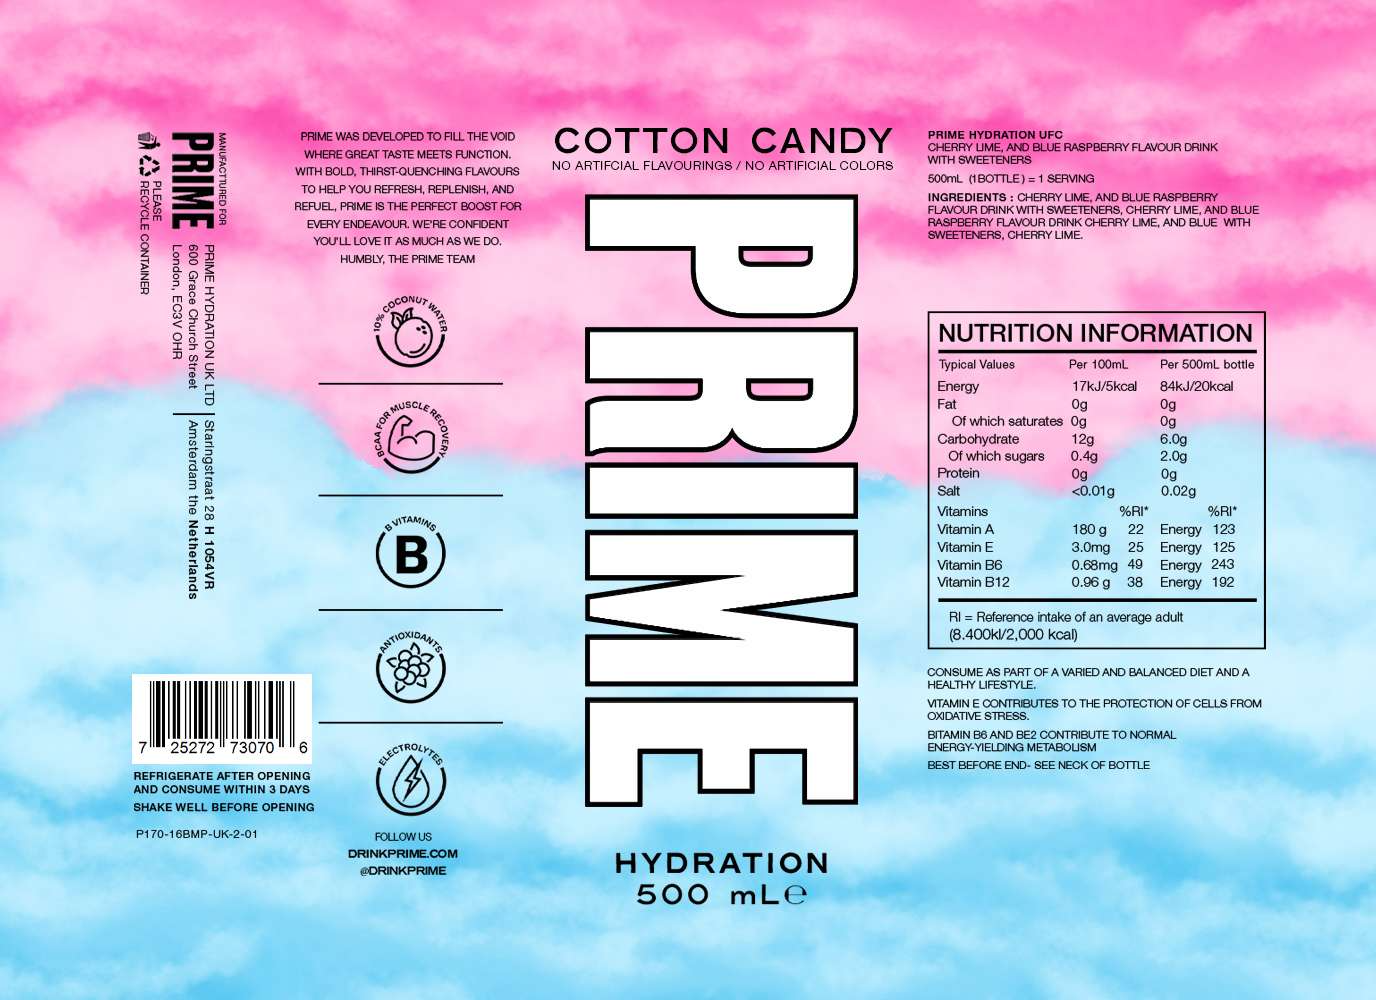 MANUFACTTURED FOR
PRIME
PLEASE
RECYCLE CONTAINER
PRIME HYDRATION UK LTD
600 Grace Church Street
London, EC3V OHR
Staringstraat 28 H 1054VR
Amsterdam the Netherlands
7 25272 73070 6
REFRIGERATE AFTER OPENING
AND CONSUME WITHIN 3 DAYS
SHAKE WELL BEFORE OPENING
P170-16BMP-UK-2-01
PRIME WAS DEVELOPED TO FILL THE VOID
WHERE GREAT TASTE MEETS FUNCTION.
WITH BOLD, THIRST-QUENCHING FLAVOURS
TO HELP YOU REFRESH, REPLENISH, AND
REFUEL, PRIME IS THE PERFECT BOOST FOR
EVERY ENDEAVOUR. WE'RE CONFIDENT
YOU'LL LOVE IT AS MUCH AS WE DO.
HUMBLY, THE PRIME TEAM
10% COCONUT WATER
BCAA FOR MUSCLE RECOVERY
B VITAMINS
B
ANTIOXIDANTS
ELECTROLYTES
FOLLOW US
DRINKPRIME.COM
@DRINKPRIME
COTTON CANDY
NO ARTIFCIAL FLAVOURINGS / NO ARTIFICIAL COLORS
PRIME
HYDRATION
500 mL℮
PRIME HYDRATION UFC
CHERRY LIME, AND BLUE RASPBERRY FLAVOUR DRINK
WITH SWEETENERS
500mL (1BOTTLE ) = 1 SERVING
INGREDIENTS : CHERRY LIME, AND BLUE RASPBERRY
FLAVOUR DRINK WITH SWEETENERS, CHERRY LIME, AND BLUE
RASPBERRY FLAVOUR DRINK CHERRY LIME, AND BLUE WITH
SWEETENERS, CHERRY LIME.
NUTRITION INFORMATION
Typical Values Per 100mL Per 500mL bottle
Energy 17kJ/5kcal 84kJ/20kcal
Fat 0g 0g
Of which saturates 0g 0g
Carbohydrate 12g 6.0g
Of which sugars 0.4g 2.0g
Protein 0g 0g
Salt <0.01g 0.02g
Vitamins %RI* %RI*
Vitamin A 180 g 22 Energy 123
Vitamin E 3.0mg 25 Energy 125
Vitamin B6 0.68mg 49 Energy 243
Vitamin B12 0.96 g 38 Energy 192
RI = Reference intake of an average adult
(8.400kl/2,000 kcal)
CONSUME AS PART OF A VARIED AND BALANCED DIET AND A
HEALTHY LIFESTYLE.
VITAMIN E CONTRIBUTES TO THE PROTECTION OF CELLS FROM
OXIDATIVE STRESS.
BITAMIN B6 AND BE2 CONTRIBUTE TO NORMAL
ENERGY-YIELDING METABOLISM
BEST BEFORE END- SEE NECK OF BOTTLE